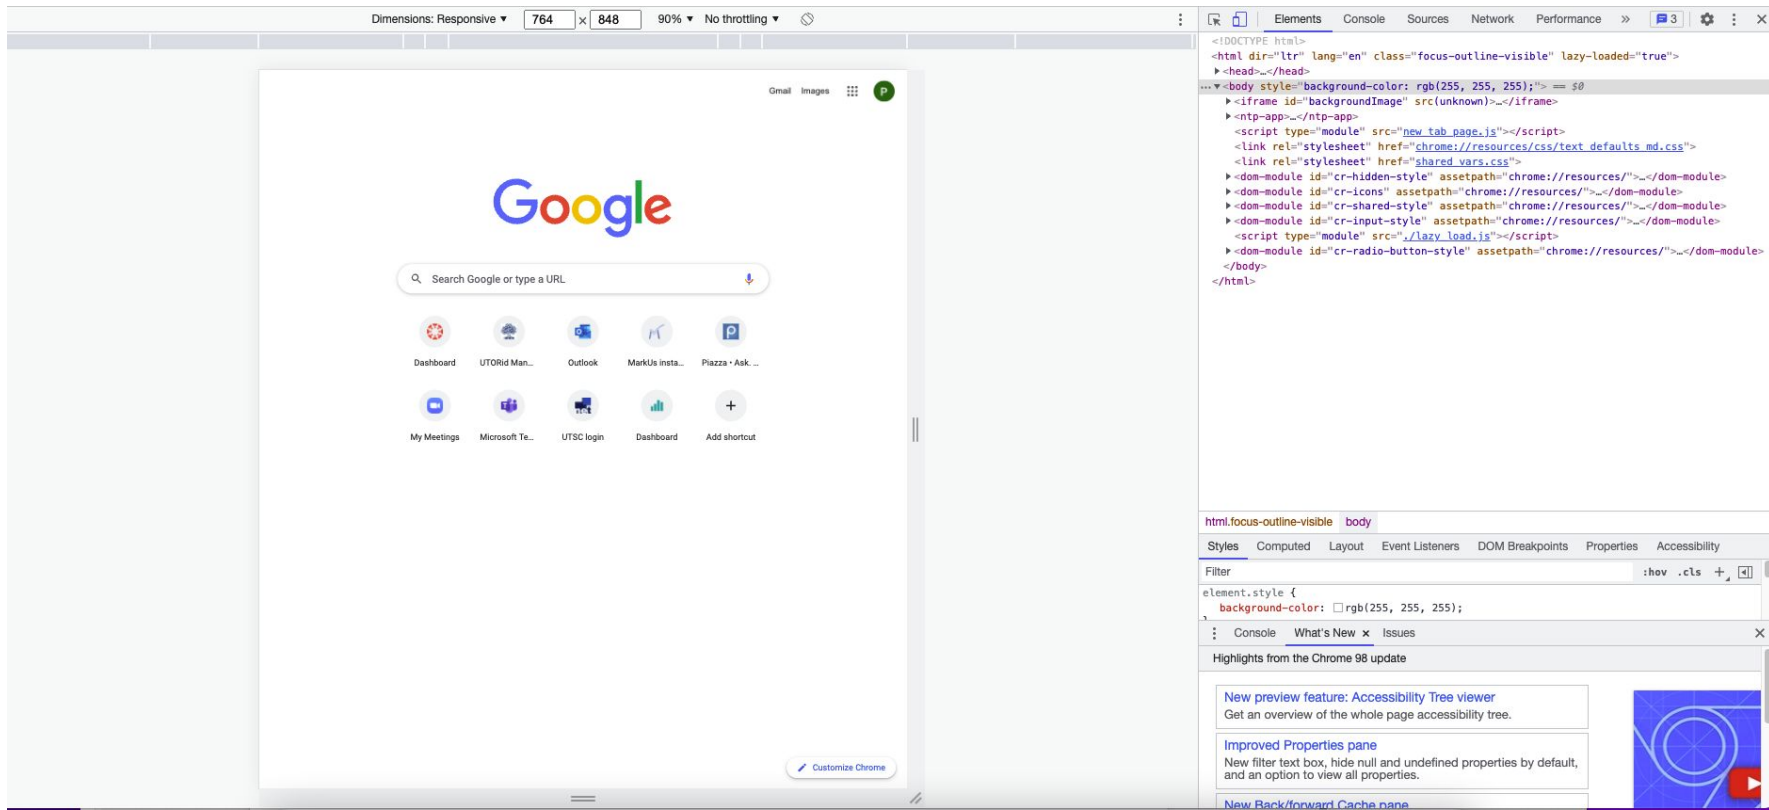 Dimensions: Responsive ▼ 764 × 848 90% ▼ No throttling ▼
Gmail Images P
Google
Search Google or type a URL
Dashboard UTORid Man... Outlook MarkUs insta... Piazza • Ask. ...
My Meetings Microsoft Te... UTSC login Dashboard Add shortcut
Customize Chrome
Elements Console Sources Network Performance » 3
<!DOCTYPE html>
<html dir="ltr" lang="en" class="focus-outline-visible" lazy-loaded="true">
▶<head>…</head>
…▼<body style="background-color: rgb(255, 255, 255);"> == $0
▶<iframe id="backgroundImage" src(unknown)>…</iframe>
▶<ntp-app>…</ntp-app>
<script type="module" src="new_tab_page.js"></script>
<link rel="stylesheet" href="chrome://resources/css/text_defaults_md.css">
<link rel="stylesheet" href="shared_vars.css">
▶<dom-module id="cr-hidden-style" assetpath="chrome://resources/">…</dom-module>
▶<dom-module id="cr-icons" assetpath="chrome://resources/">…</dom-module>
▶<dom-module id="cr-shared-style" assetpath="chrome://resources/">…</dom-module>
▶<dom-module id="cr-input-style" assetpath="chrome://resources/">…</dom-module>
<script type="module" src="./lazy_load.js"></script>
▶<dom-module id="cr-radio-button-style" assetpath="chrome://resources/">…</dom-module>
</body>
</html>
html.focus-outline-visible body
Styles Computed Layout Event Listeners DOM Breakpoints Properties Accessibility
Filter :hov .cls +
element.style {
background-color: rgb(255, 255, 255);
}
Console What's New × Issues
Highlights from the Chrome 98 update
New preview feature: Accessibility Tree viewer
Get an overview of the whole page accessibility tree.
Improved Properties pane
New filter text box, hide null and undefined properties by default,
and an option to view all properties.
New Back/forward Cache pane